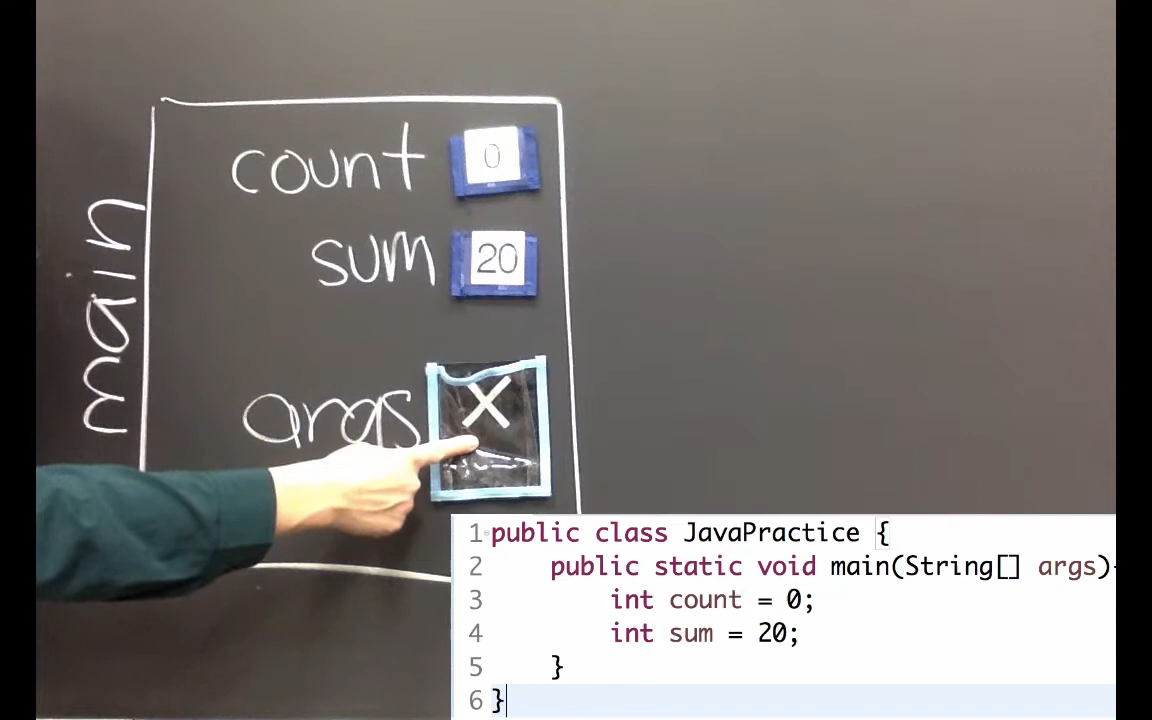 main
count 0
sum 20
args X
1 public class JavaPractice {
2 public static void main(String[] args)
3 int count = 0;
4 int sum = 20;
5 }
6 }